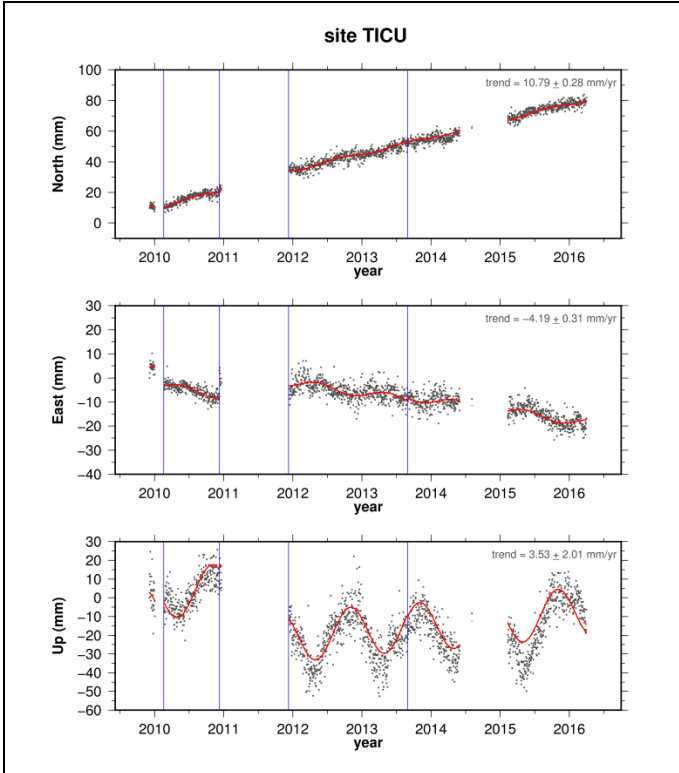 site TICU
North (mm)
100
80
60
40
20
0
trend = 10.79 ± 0.28 mm/yr
2010 2011 2012 2013 2014 2015 2016
year
East (mm)
30
20
10
0
−10
−20
−30
−40
trend = −4.19 ± 0.31 mm/yr
2010 2011 2012 2013 2014 2015 2016
year
Up (mm)
30
20
10
0
−10
−20
−30
−40
−50
−60
trend = 3.53 ± 2.01 mm/yr
2010 2011 2012 2013 2014 2015 2016
year